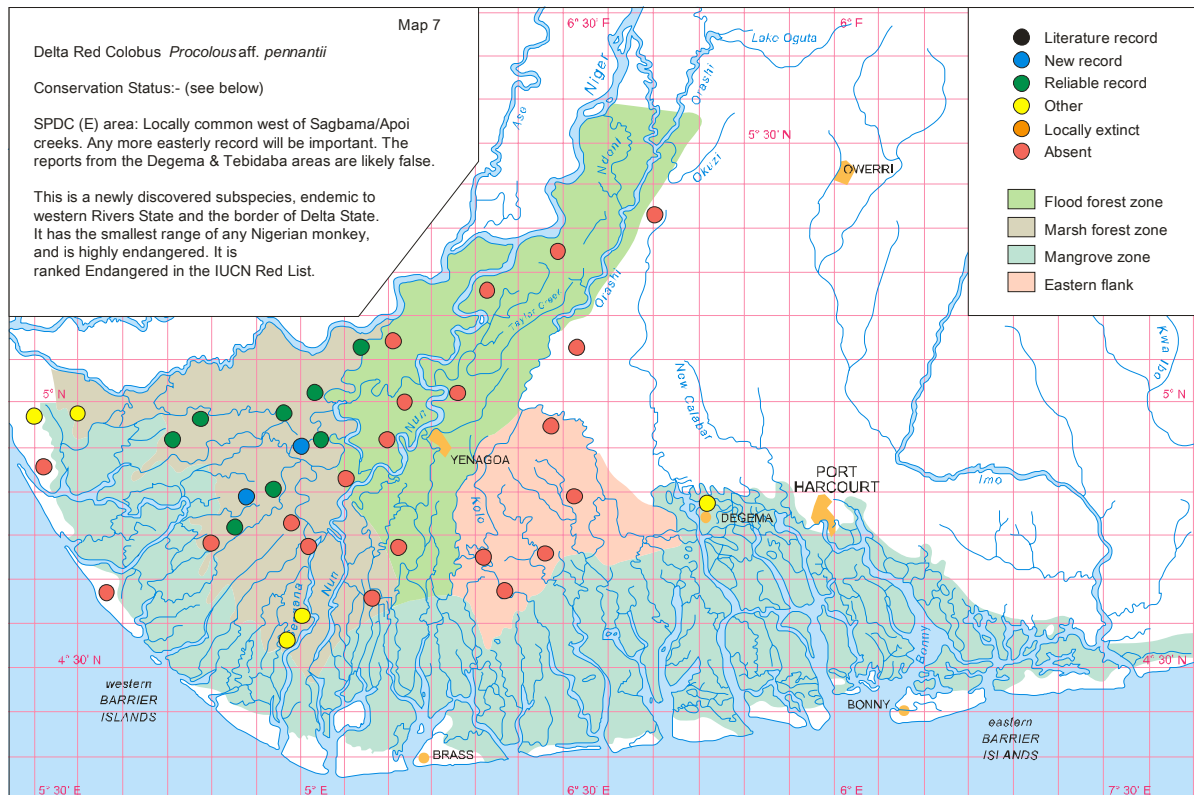 Map 7
Delta Red Colobus Procolous aff. pennantii
Conservation Status:- (see below)
SPDC (E) area: Locally common west of Sagbama/Apoi
creeks. Any more easterly record will be important. The
reports from the Degema & Tebidaba areas are likely false.
This is a newly discovered subspecies, endemic to
western Rivers State and the border of Delta State.
It has the smallest range of any Nigerian monkey,
and is highly endangered. It is
ranked Endangered in the IUCN Red List.
Literature record
New record
Reliable record
Other
Locally extinct
Absent
Flood forest zone
Marsh forest zone
Mangrove zone
Eastern flank
6° 30' F
6° F
Lake Oguta
Niger
Orashi
Ase
5° 30' N
Ndoni
Okuzi
OWERRI
Orashi
Taylor Creek
Kwa Ibo
5° N
5° N
New Calabar
Nun
YENAGOA
PORT
HARCOURT
Imo
Kolo
DEGEMA
Nun
Bonny
4° 30' N
4° 30' N
western
BARRIER
ISLANDS
BONNY
eastern
BARRIER
ISLANDS
BRASS
5° 30' E
5° E
6° 30' E
6° E
7° 30' E